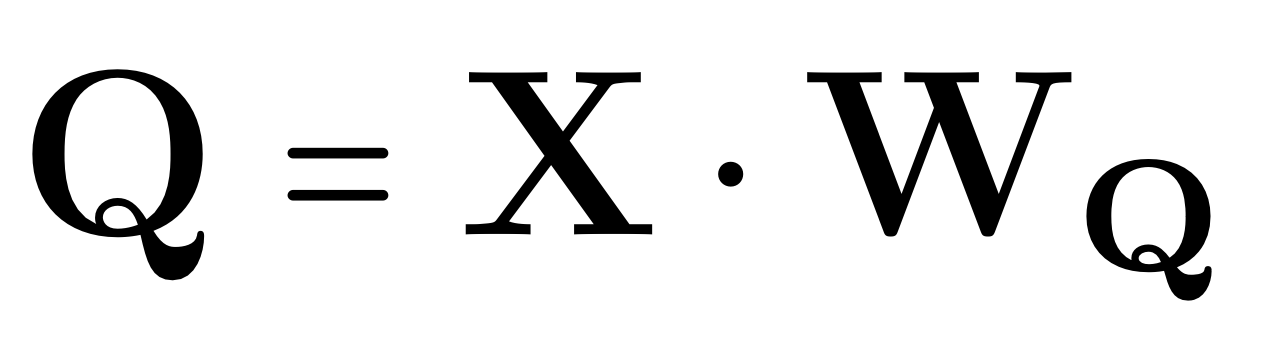 Q = X · W_Q